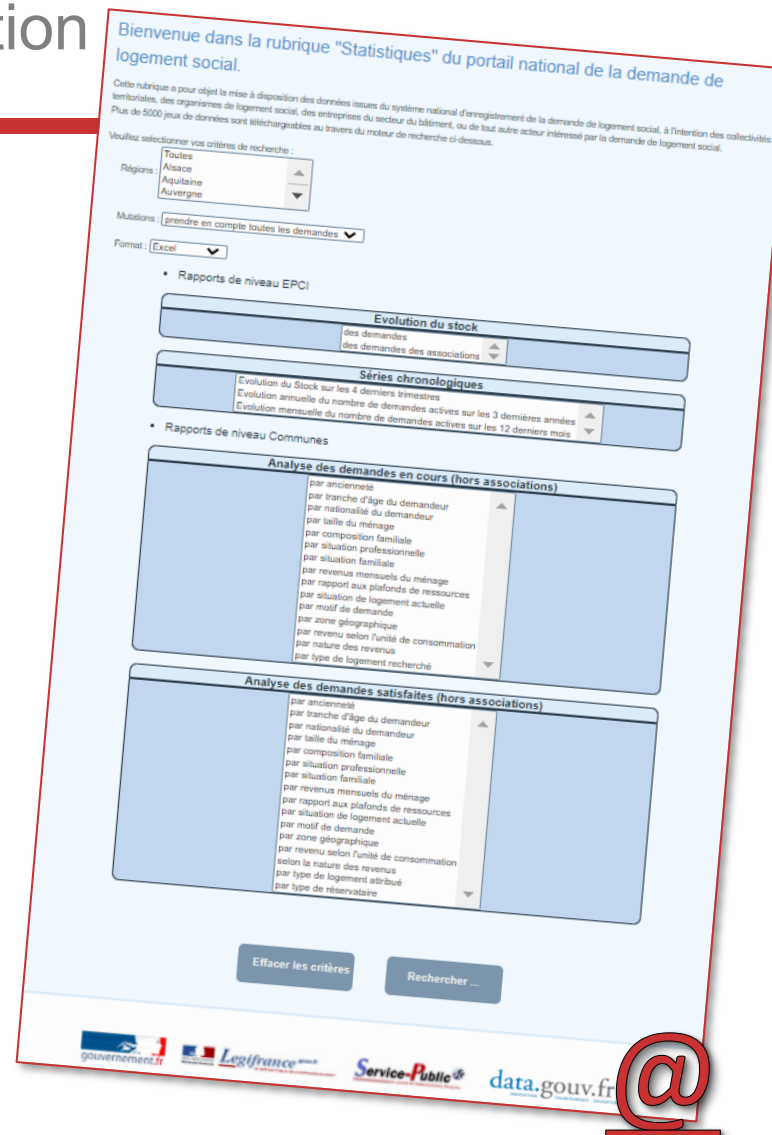 tion
Bienvenue dans la rubrique "Statistiques" du portail national de la demande de
logement social.
Cette rubrique a pour objet la mise à disposition des données issues du système national d'enregistrement de la demande de logement social, à l'intention des collectivités
territoriales, des organismes de logement social, des entreprises du secteur du bâtiment, ou de tout autre acteur intéressé par la demande de logement social.
Plus de 5000 jeux de données sont téléchargeables au travers du moteur de recherche ci-dessous.
Veuillez selectionner vos critères de recherche :
Régions :
Toutes
Alsace
Aquitaine
Auvergne
Mutations : prendre en compte toutes les demandes
Format : Excel
• Rapports de niveau EPCI
Evolution du stock
des demandes
des demandes des associations
Séries chronologiques
Evolution du Stock sur les 4 derniers trimestres
Evolution annuelle du nombre de demandes actives sur les 3 dernières années
Evolution mensuelle du nombre de demandes actives sur les 12 derniers mois
• Rapports de niveau Communes
Analyse des demandes en cours (hors associations)
par ancienneté
par tranche d'âge du demandeur
par nationalité du demandeur
par taille du ménage
par composition familiale
par situation professionnelle
par situation familiale
par revenus mensuels du ménage
par rapport aux plafonds de ressources
par situation de logement actuelle
par motif de demande
par zone géographique
par revenu selon l'unité de consommation
par nature des revenus
par type de logement recherché
Analyse des demandes satisfaites (hors associations)
par ancienneté
par tranche d'âge du demandeur
par nationalité du demandeur
par taille du ménage
par composition familiale
par situation professionnelle
par situation familiale
par revenus mensuels du ménage
par rapport aux plafonds de ressources
par situation de logement actuelle
par motif de demande
par zone géographique
par revenu selon l'unité de consommation
selon la nature des revenus
par type de logement attribué
par type de réservataire
Effacer les critères
Rechercher ...
gouvernement.fr
Legifrance
Service-Public.fr
data.gouv.fr
@